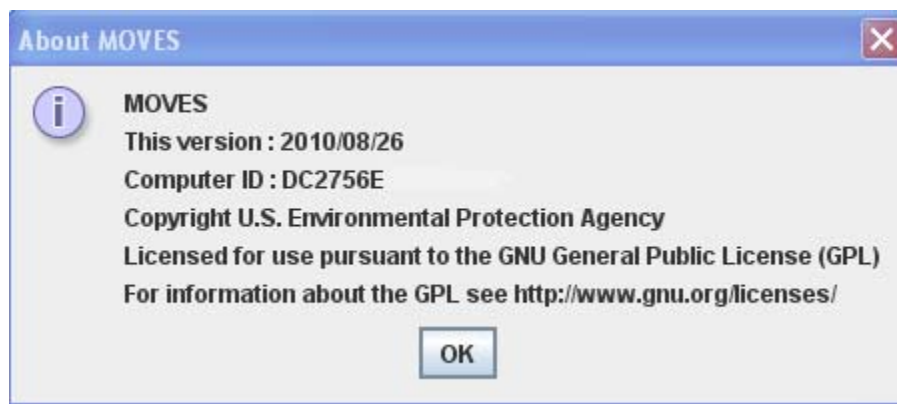 About MOVES
MOVES
This version : 2010/08/26
Computer ID : DC2756E
Copyright U.S. Environmental Protection Agency
Licensed for use pursuant to the GNU General Public License (GPL)
For information about the GPL see http://www.gnu.org/licenses/
OK